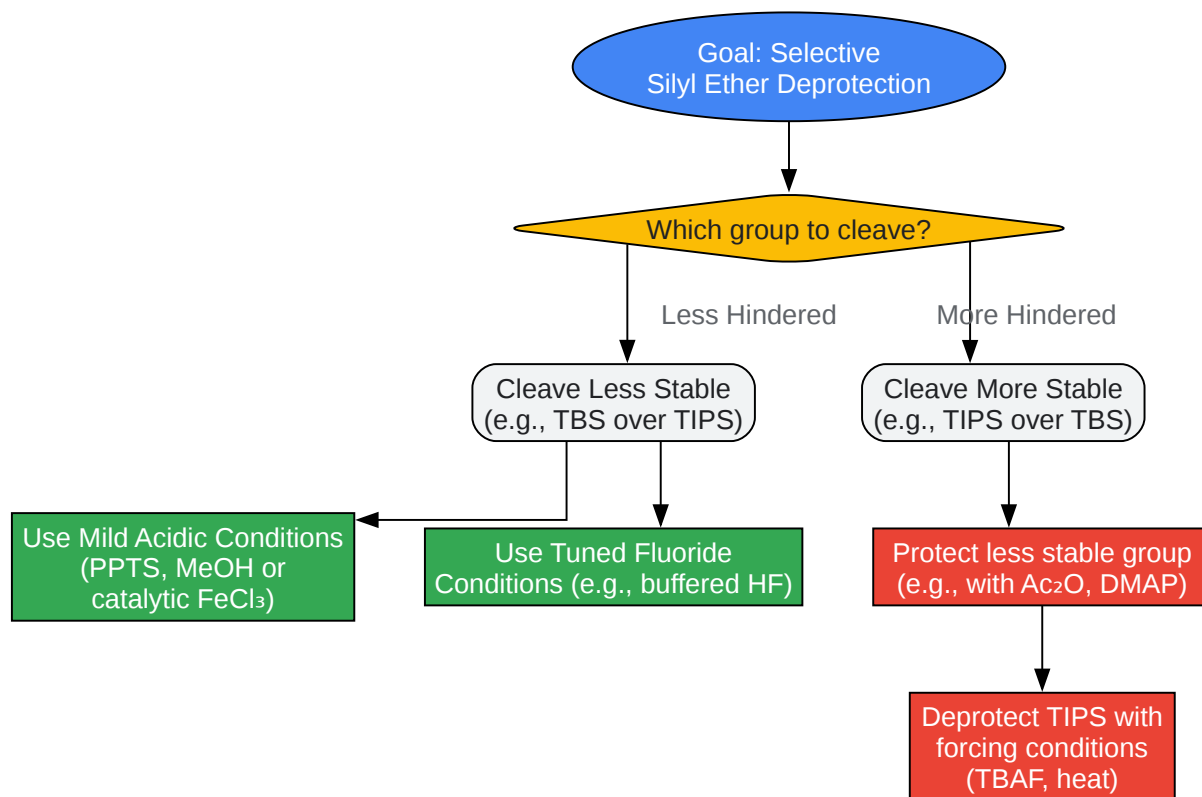 Goal: Selective
Silyl Ether Deprotection
Which group to cleave?
Less Hindered
More Hindered
Cleave Less Stable
(e.g., TBS over TIPS)
Cleave More Stable
(e.g., TIPS over TBS)
Use Mild Acidic Conditions
(PPTS, MeOH or
catalytic FeCl₃)
Use Tuned Fluoride
Conditions (e.g., buffered HF)
Protect less stable group
(e.g., with Ac₂O, DMAP)
Deprotect TIPS with
forcing conditions
(TBAF, heat)